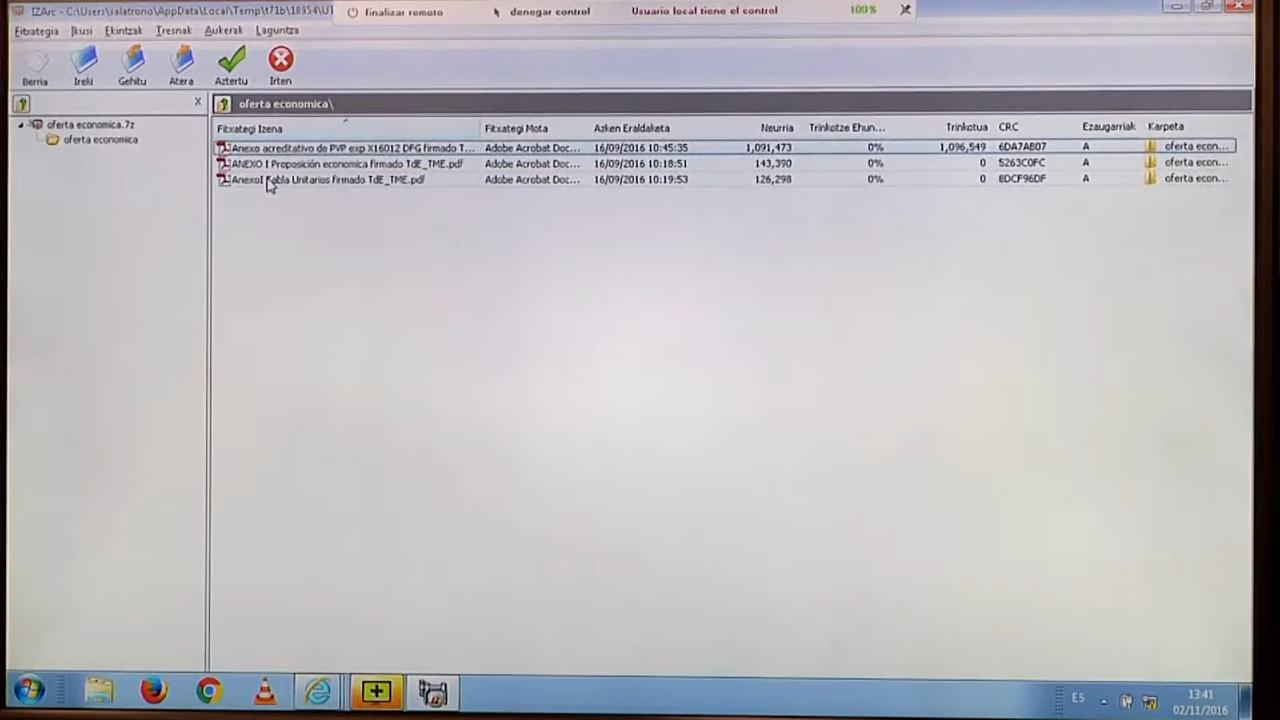 IZArc - C:\Users\salatrono\AppData\Local\Temp\t71b\18954\U1
finalizar remoto
denegar control
Usuario local tiene el control
100%
Fitxategia Ikusi Ekintzak Tresnak Aukerak Laguntza
Berria Ireki Gehitu Atera Aztertu Irten
x
oferta economica\
oferta economica.7z
oferta economica
Fitxategi Izena Fitxategi Mota Azken Eraldaketa Neurria Trinkotze Ehun... Trinkotua CRC Ezaugarriak Karpeta
Anexo acreditativo de PVP exp X16012 DFG firmado T... Adobe Acrobat Doc... 16/09/2016 10:45:35 1,091,473 0% 1,096,549 6DA7AB07 A oferta econ...
ANEXO I Proposición economica firmado TdE_TME.pdf Adobe Acrobat Doc... 16/09/2016 10:18:51 143,390 0% 0 5263C0FC A oferta econ...
AnexoI Tabla Unitarios firmado TdE_TME.pdf Adobe Acrobat Doc... 16/09/2016 10:19:53 126,298 0% 0 8DCF96DF A oferta econ...
ES
13:41
02/11/2016